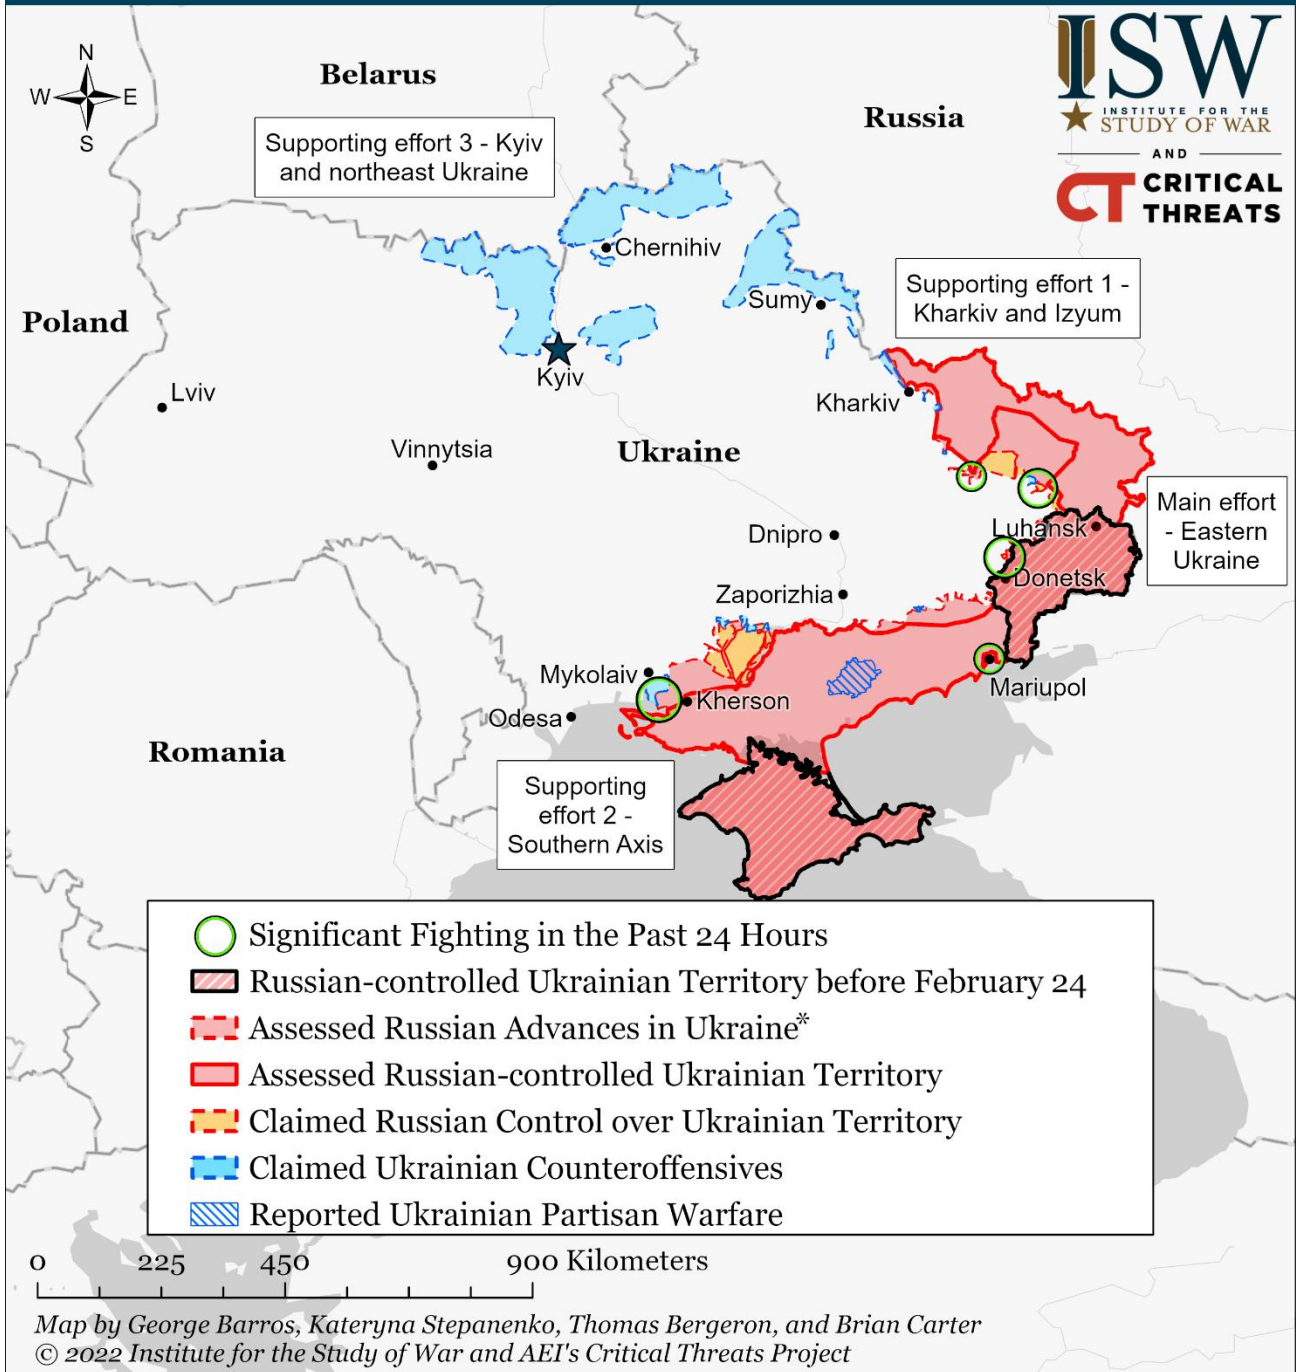 N
W E
S
Belarus
Russia
ISW
INSTITUTE FOR THE
STUDY OF WAR
AND
CT CRITICAL
THREATS
Supporting effort 3 - Kyiv
and northeast Ukraine
Chernihiv
Supporting effort 1 -
Kharkiv and Izyum
Sumy
Poland
Kyiv
Lviv
Kharkiv
Vinnytsia
Ukraine
Main effort
- Eastern
Ukraine
Luhansk
Dnipro
Donetsk
Zaporizhia
Mykolaiv
Mariupol
Kherson
Odesa
Romania
Supporting
effort 2 -
Southern Axis
Significant Fighting in the Past 24 Hours
Russian-controlled Ukrainian Territory before February 24
Assessed Russian Advances in Ukraine*
Assessed Russian-controlled Ukrainian Territory
Claimed Russian Control over Ukrainian Territory
Claimed Ukrainian Counteroffensives
Reported Ukrainian Partisan Warfare
0 225 450 900 Kilometers
Map by George Barros, Kateryna Stepanenko, Thomas Bergeron, and Brian Carter
© 2022 Institute for the Study of War and AEI's Critical Threats Project